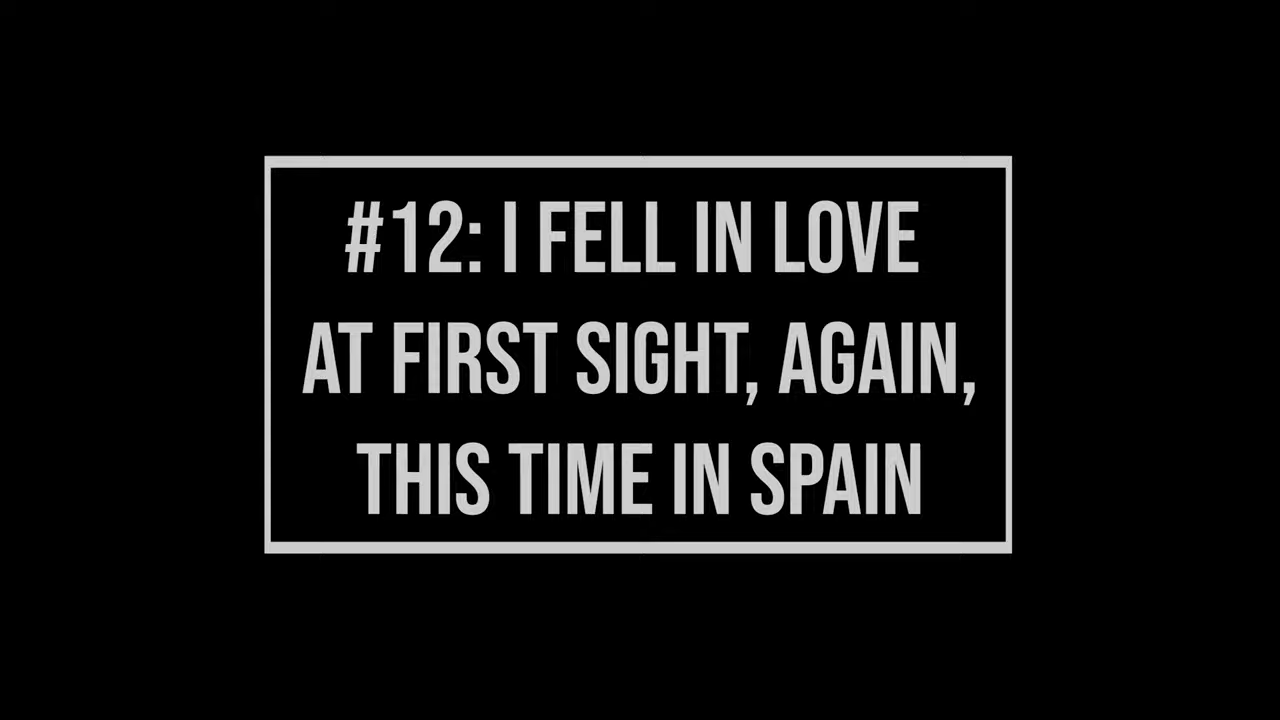 #12: I FELL IN LOVE
AT FIRST SIGHT, AGAIN,
THIS TIME IN SPAIN